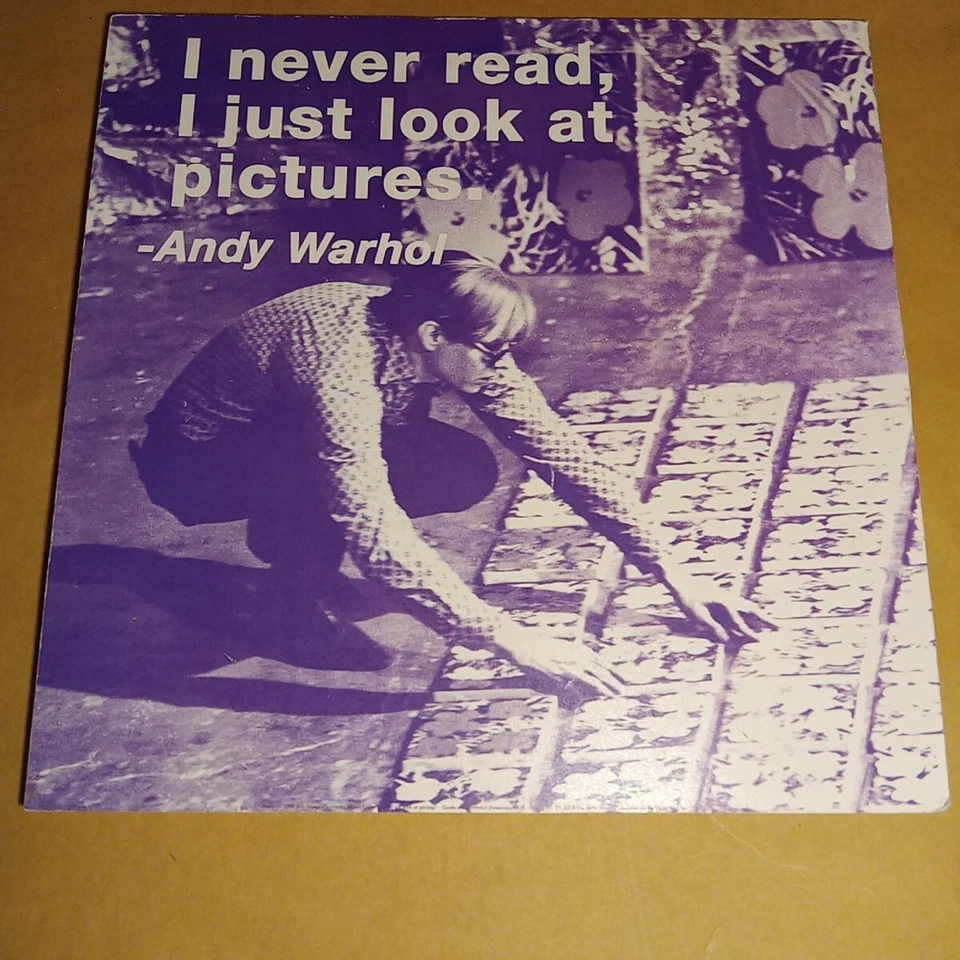 I never read,
I just look at
pictures.
-Andy Warhol